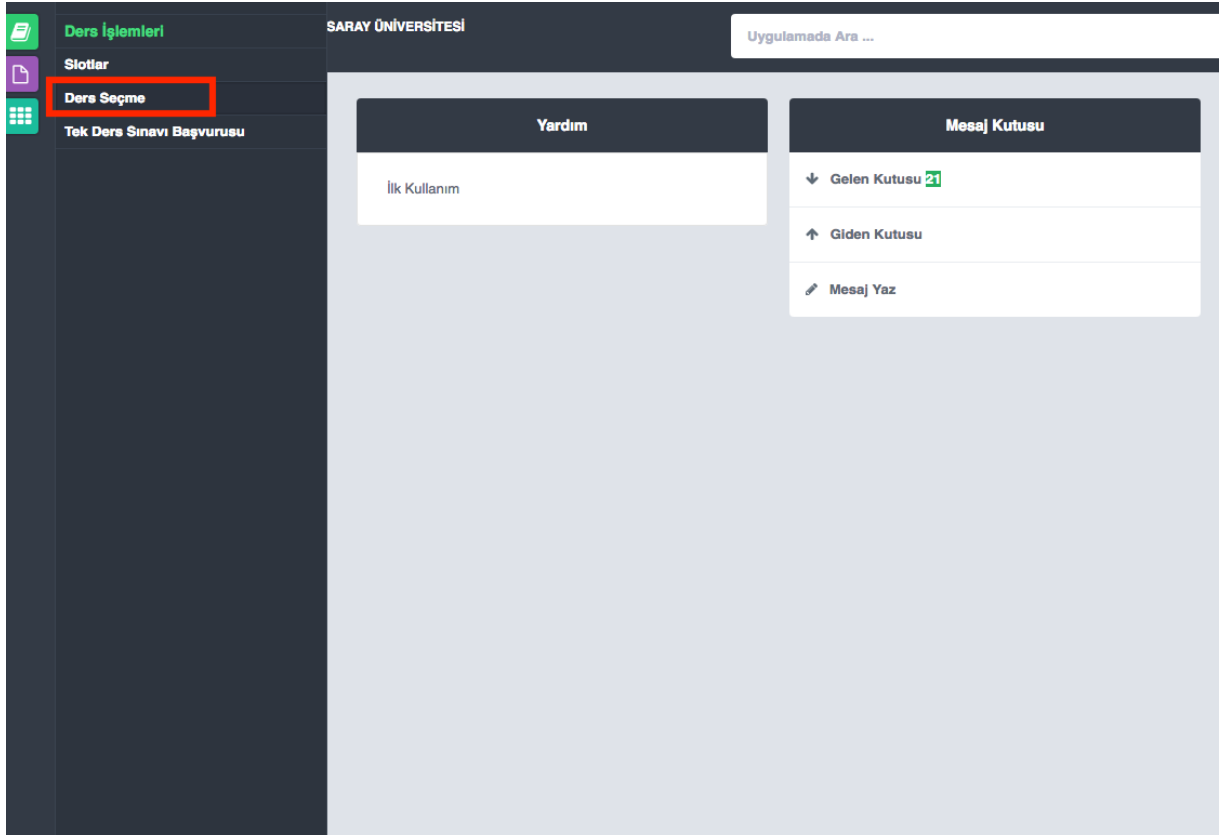 Ders İşlemleri
Slotlar
Ders Seçme
Tek Ders Sınavı Başvurusu
SARAY ÜNİVERSİTESİ
Uygulamada Ara ...
Yardım
İlk Kullanım
Mesaj Kutusu
Gelen Kutusu 21
Giden Kutusu
Mesaj Yaz